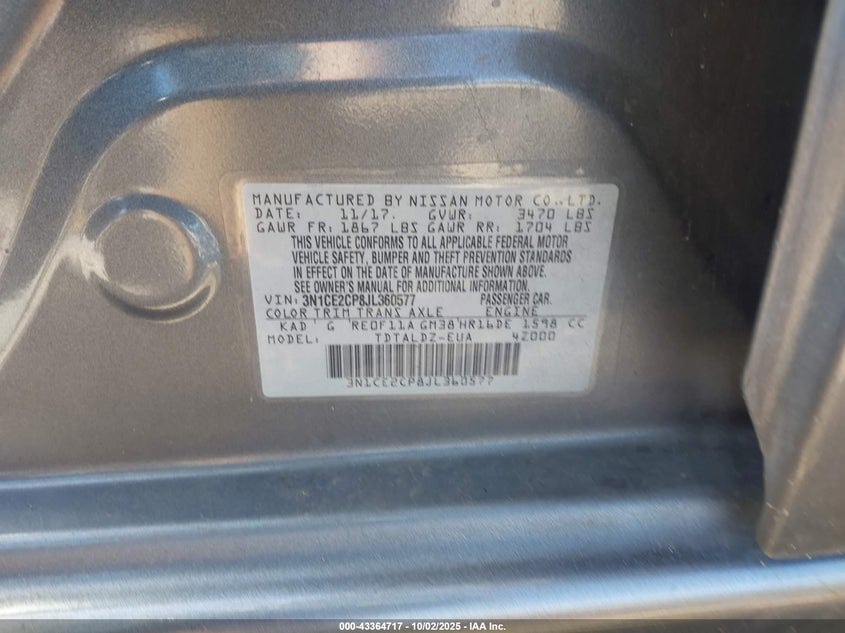 MANUFACTURED BY NISSAN MOTOR CO.,LTD.
DATE: 11/17. GVWR: 3470 LBS
GAWR FR: 1867 LBS GAWR RR: 1704 LBS
THIS VEHICLE CONFORMS TO ALL APPLICABLE FEDERAL MOTOR
VEHICLE SAFETY, BUMPER AND THEFT PREVENTION STANDARDS
IN EFFECT ON THE DATE OF MANUFACTURE SHOWN ABOVE.
SEE OWNER'S MANUAL FOR ADDITIONAL INFORMATION.
VIN: 3N1CE2CP8JL360577 PASSENGER CAR.
COLOR TRIM TRANS AXLE ENGINE
KAD G RE0F11A GM38 HR16DE 1598 CC
MODEL: TDTALDZ-EUA 4Z000
3N1CE2CP8JL360577
000-43364717 - 10/02/2025 - IAA Inc.